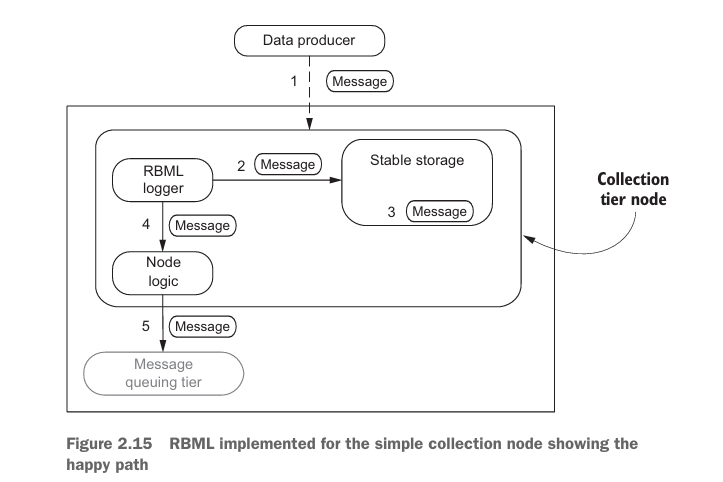 Data producer
1 Message
RBML
logger
2 Message
Stable storage
3 Message
4 Message
Node
logic
5 Message
Message
queuing tier
Collection
tier node
Figure 2.15 RBML implemented for the simple collection node showing the
happy path